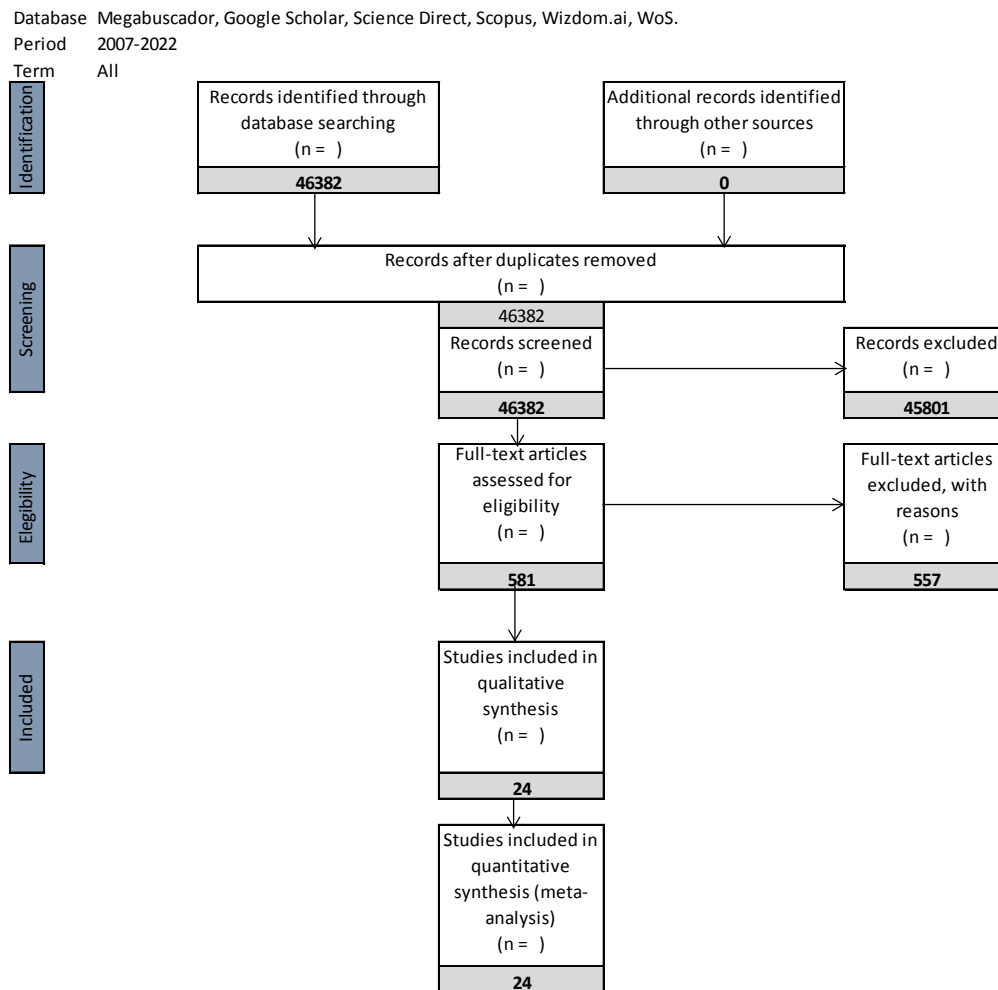 Database Megabuscador, Google Scholar, Science Direct, Scopus, Wizdom.ai, WoS.
Period 2007-2022
Term All
Identification
Records identified through
database searching
(n = )
46382
Additional records identified
through other sources
(n = )
0
Screening
Records after duplicates removed
(n = )
46382
Records screened
(n = )
46382
Records excluded
(n = )
45801
Elegibility
Full-text articles
assessed for
eligibility
(n = )
581
Full-text articles
excluded, with
reasons
(n = )
557
Included
Studies included in
qualitative
synthesis
(n = )
24
Studies included in
quantitative
synthesis (meta-
analysis)
(n = )
24